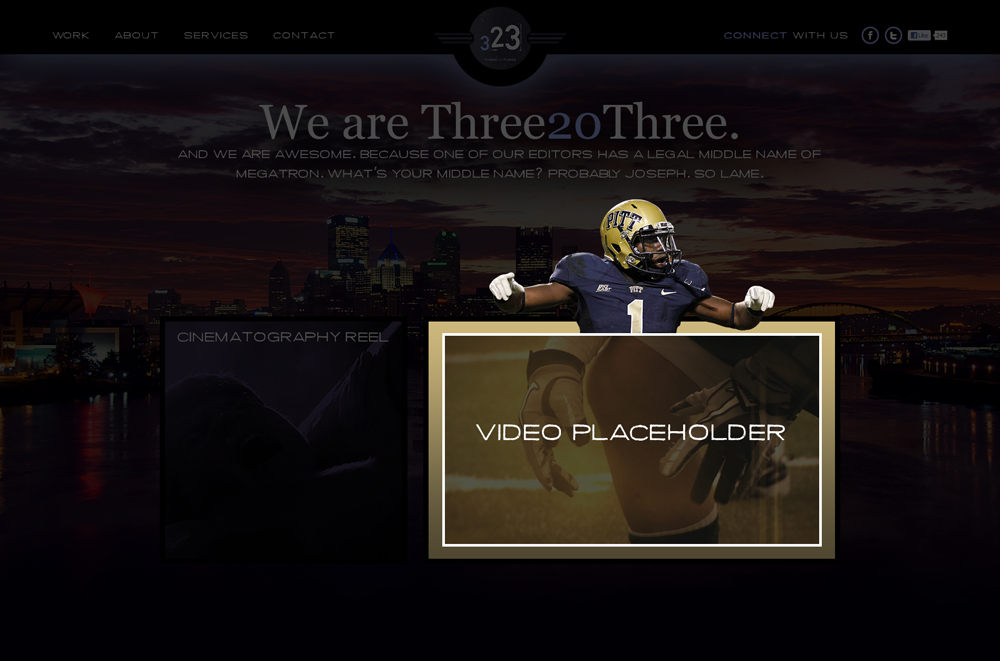 WORK ABOUT SERVICES CONTACT
323
CONNECT WITH US
Like
We are Three20Three.
AND WE ARE AWESOME. BECAUSE ONE OF OUR EDITORS HAS A LEGAL MIDDLE NAME OF
MEGATRON. WHAT'S YOUR MIDDLE NAME? PROBABLY JOSEPH. SO LAME.
PITT
PITT
1
CINEMATOGRAPHY REEL
VIDEO PLACEHOLDER